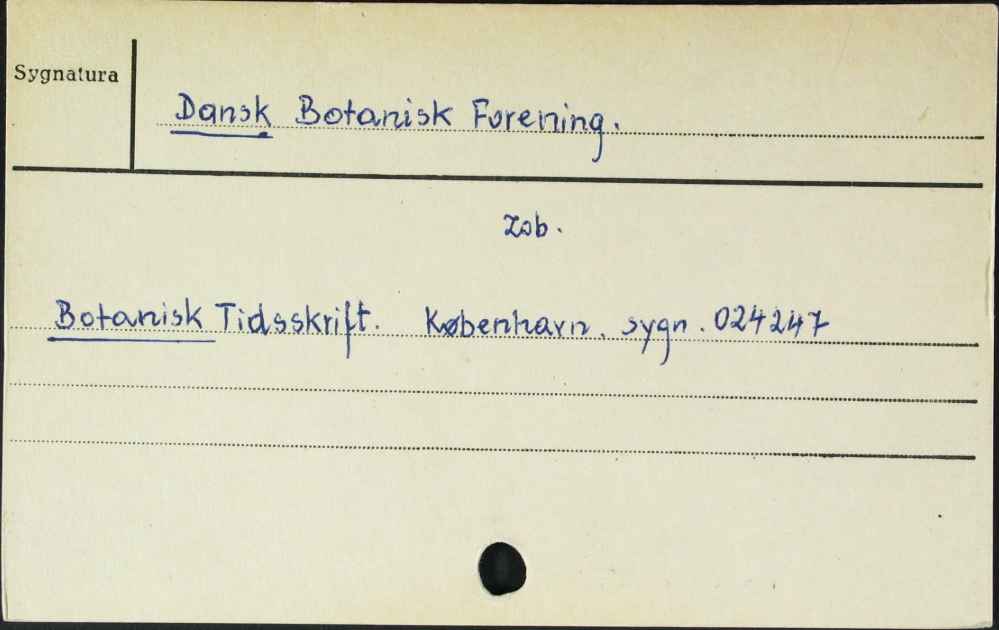 Sygnatura
Dansk Botanisk Forening.
Zob.
Botanisk Tidsskrift. København. sygn. 024247